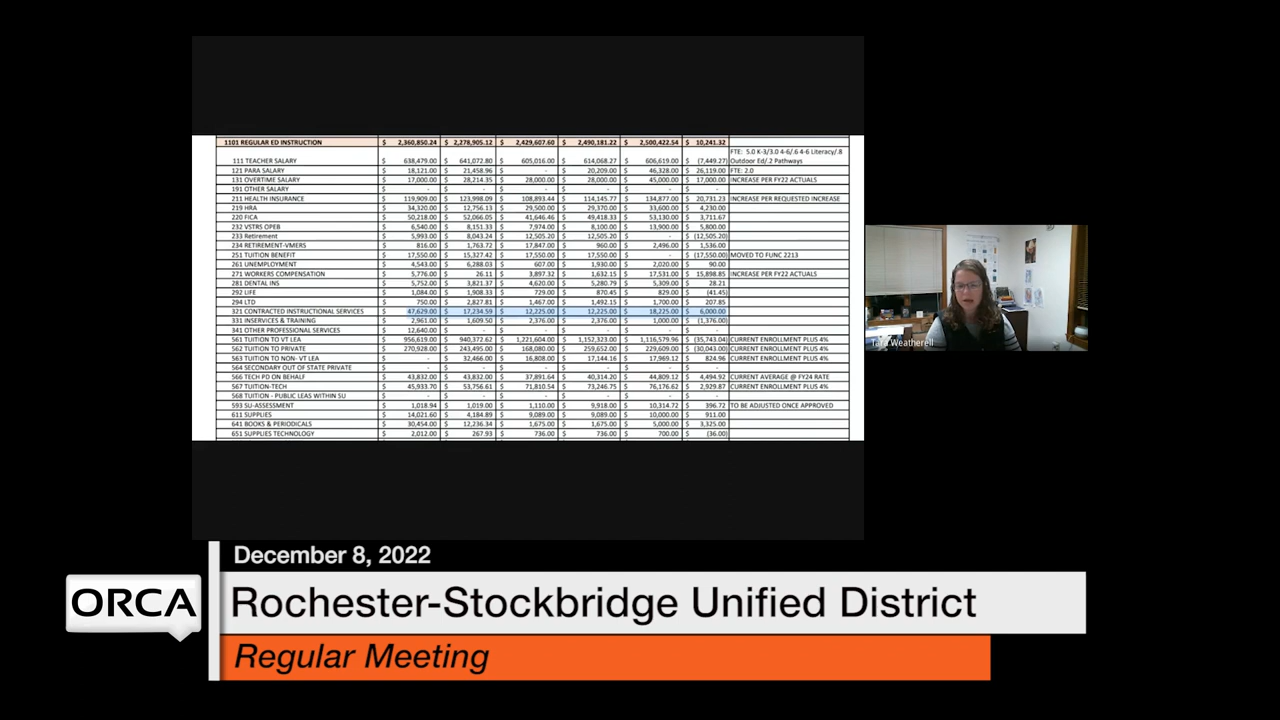 1101 REGULAR ED INSTRUCTION $ 2,360,850.24 $ 2,278,905.12 $ 2,429,607.60 $ 2,490,181.22 $ 2,500,422.54 $ 10,241.32
FTE: 5.0 K-3/3.0 4-6/.6 4-6 Literacy/.8
111 TEACHER SALARY $ 638,479.00 $ 641,072.80 $ 605,016.00 $ 614,068.27 $ 606,619.00 $ (7,449.27) Outdoor Ed/.2 Pathways
121 PARA SALARY $ 18,121.00 $ 21,458.96 $ - $ 20,209.00 $ 46,328.00 $ 26,119.00 FTE: 2.0
131 OVERTIME SALARY $ 17,000.00 $ 28,214.35 $ 28,000.00 $ 28,000.00 $ 45,000.00 $ 17,000.00 INCREASE PER FY22 ACTUALS
191 OTHER SALARY $ - $ - $ - $ - $ - $ -
211 HEALTH INSURANCE $ 119,909.00 $ 123,998.09 $ 108,893.44 $ 114,145.77 $ 134,877.00 $ 20,731.23 INCREASE PER REQUESTED INCREASE
219 HRA $ 34,320.00 $ 12,756.13 $ 29,500.00 $ 29,370.00 $ 33,600.00 $ 4,230.00
220 FICA $ 50,218.00 $ 52,066.05 $ 41,646.46 $ 49,418.33 $ 53,130.00 $ 3,711.67
232 VSTRS OPEB $ 6,540.00 $ 8,151.33 $ 7,974.00 $ 8,100.00 $ 13,900.00 $ 5,800.00
233 Retirement $ 5,993.00 $ 8,043.24 $ 12,505.20 $ 12,505.20 $ - $ (12,505.20)
234 RETIREMENT-VMERS $ 816.00 $ 1,763.72 $ 17,847.00 $ 960.00 $ 2,496.00 $ 1,536.00
251 TUITION BENEFIT $ 17,550.00 $ 15,327.42 $ 17,550.00 $ 17,550.00 $ - $ (17,550.00) MOVED TO FUNC 2213
261 UNEMPLOYMENT $ 4,543.00 $ 6,288.03 $ 607.00 $ 1,930.00 $ 2,020.00 $ 90.00
271 WORKERS COMPENSATION $ 5,776.00 $ 26.11 $ 3,897.32 $ 1,632.15 $ 17,531.00 $ 15,898.85 INCREASE PER FY22 ACTUALS
281 DENTAL INS $ 5,752.00 $ 3,821.37 $ 4,620.00 $ 5,280.79 $ 5,309.00 $ 28.21
292 LIFE $ 1,084.00 $ 1,908.33 $ 729.00 $ 870.45 $ 829.00 $ (41.45)
294 LTD $ 750.00 $ 2,827.81 $ 1,467.00 $ 1,492.15 $ 1,700.00 $ 207.85
321 CONTRACTED INSTRUCTIONAL SERVICES $ 47,629.00 $ 17,234.59 $ 12,225.00 $ 12,225.00 $ 18,225.00 $ 6,000.00
331 INSERVICES & TRAINING $ 2,961.00 $ 1,609.50 $ 2,376.00 $ 2,376.00 $ 1,000.00 $ (1,376.00)
341 OTHER PROFESSIONAL SERVICES $ 12,640.00 $ - $ - $ - $ - $ -
561 TUITION TO VT LEA $ 956,619.00 $ 940,372.62 $ 1,221,604.00 $ 1,152,323.00 $ 1,116,579.96 $ (35,743.04) CURRENT ENROLLMENT PLUS 4%
562 TUITION TO PRIVATE $ 270,928.00 $ 243,495.00 $ 168,080.00 $ 259,652.00 $ 229,609.00 $ (30,043.00) CURRENT ENROLLMENT PLUS 4%
563 TUITION TO NON- VT LEA $ - $ 32,466.00 $ 16,808.00 $ 17,144.16 $ 17,969.12 $ 824.96 CURRENT ENROLLMENT PLUS 4%
564 SECONDARY OUT OF STATE PRIVATE $ - $ - $ - $ - $ - $ -
566 TECH PD ON BEHALF $ 43,832.00 $ 43,832.00 $ 37,891.64 $ 40,314.20 $ 44,809.12 $ 4,494.92 CURRENT AVERAGE @ FY24 RATE
567 TUITION-TECH $ 45,933.70 $ 53,756.61 $ 71,810.54 $ 73,246.75 $ 76,176.62 $ 2,929.87 CURRENT ENROLLMENT PLUS 4%
568 TUITION - PUBLIC LEAS WITHIN SU $ - $ - $ - $ - $ - $ -
593 SU-ASSESSMENT $ 1,018.94 $ 1,019.00 $ 1,110.00 $ 9,918.00 $ 10,314.72 $ 396.72 TO BE ADJUSTED ONCE APPROVED
611 SUPPLIES $ 14,021.60 $ 4,184.89 $ 9,089.00 $ 9,089.00 $ 10,000.00 $ 911.00
641 BOOKS & PERIODICALS $ 30,454.00 $ 12,236.34 $ 1,675.00 $ 1,675.00 $ 5,000.00 $ 3,325.00
651 SUPPLIES TECHNOLOGY $ 2,012.00 $ 267.93 $ 736.00 $ 736.00 $ 700.00 $ (36.00)
Tara Weatherell
December 8, 2022
ORCA
Rochester-Stockbridge Unified District
Regular Meeting